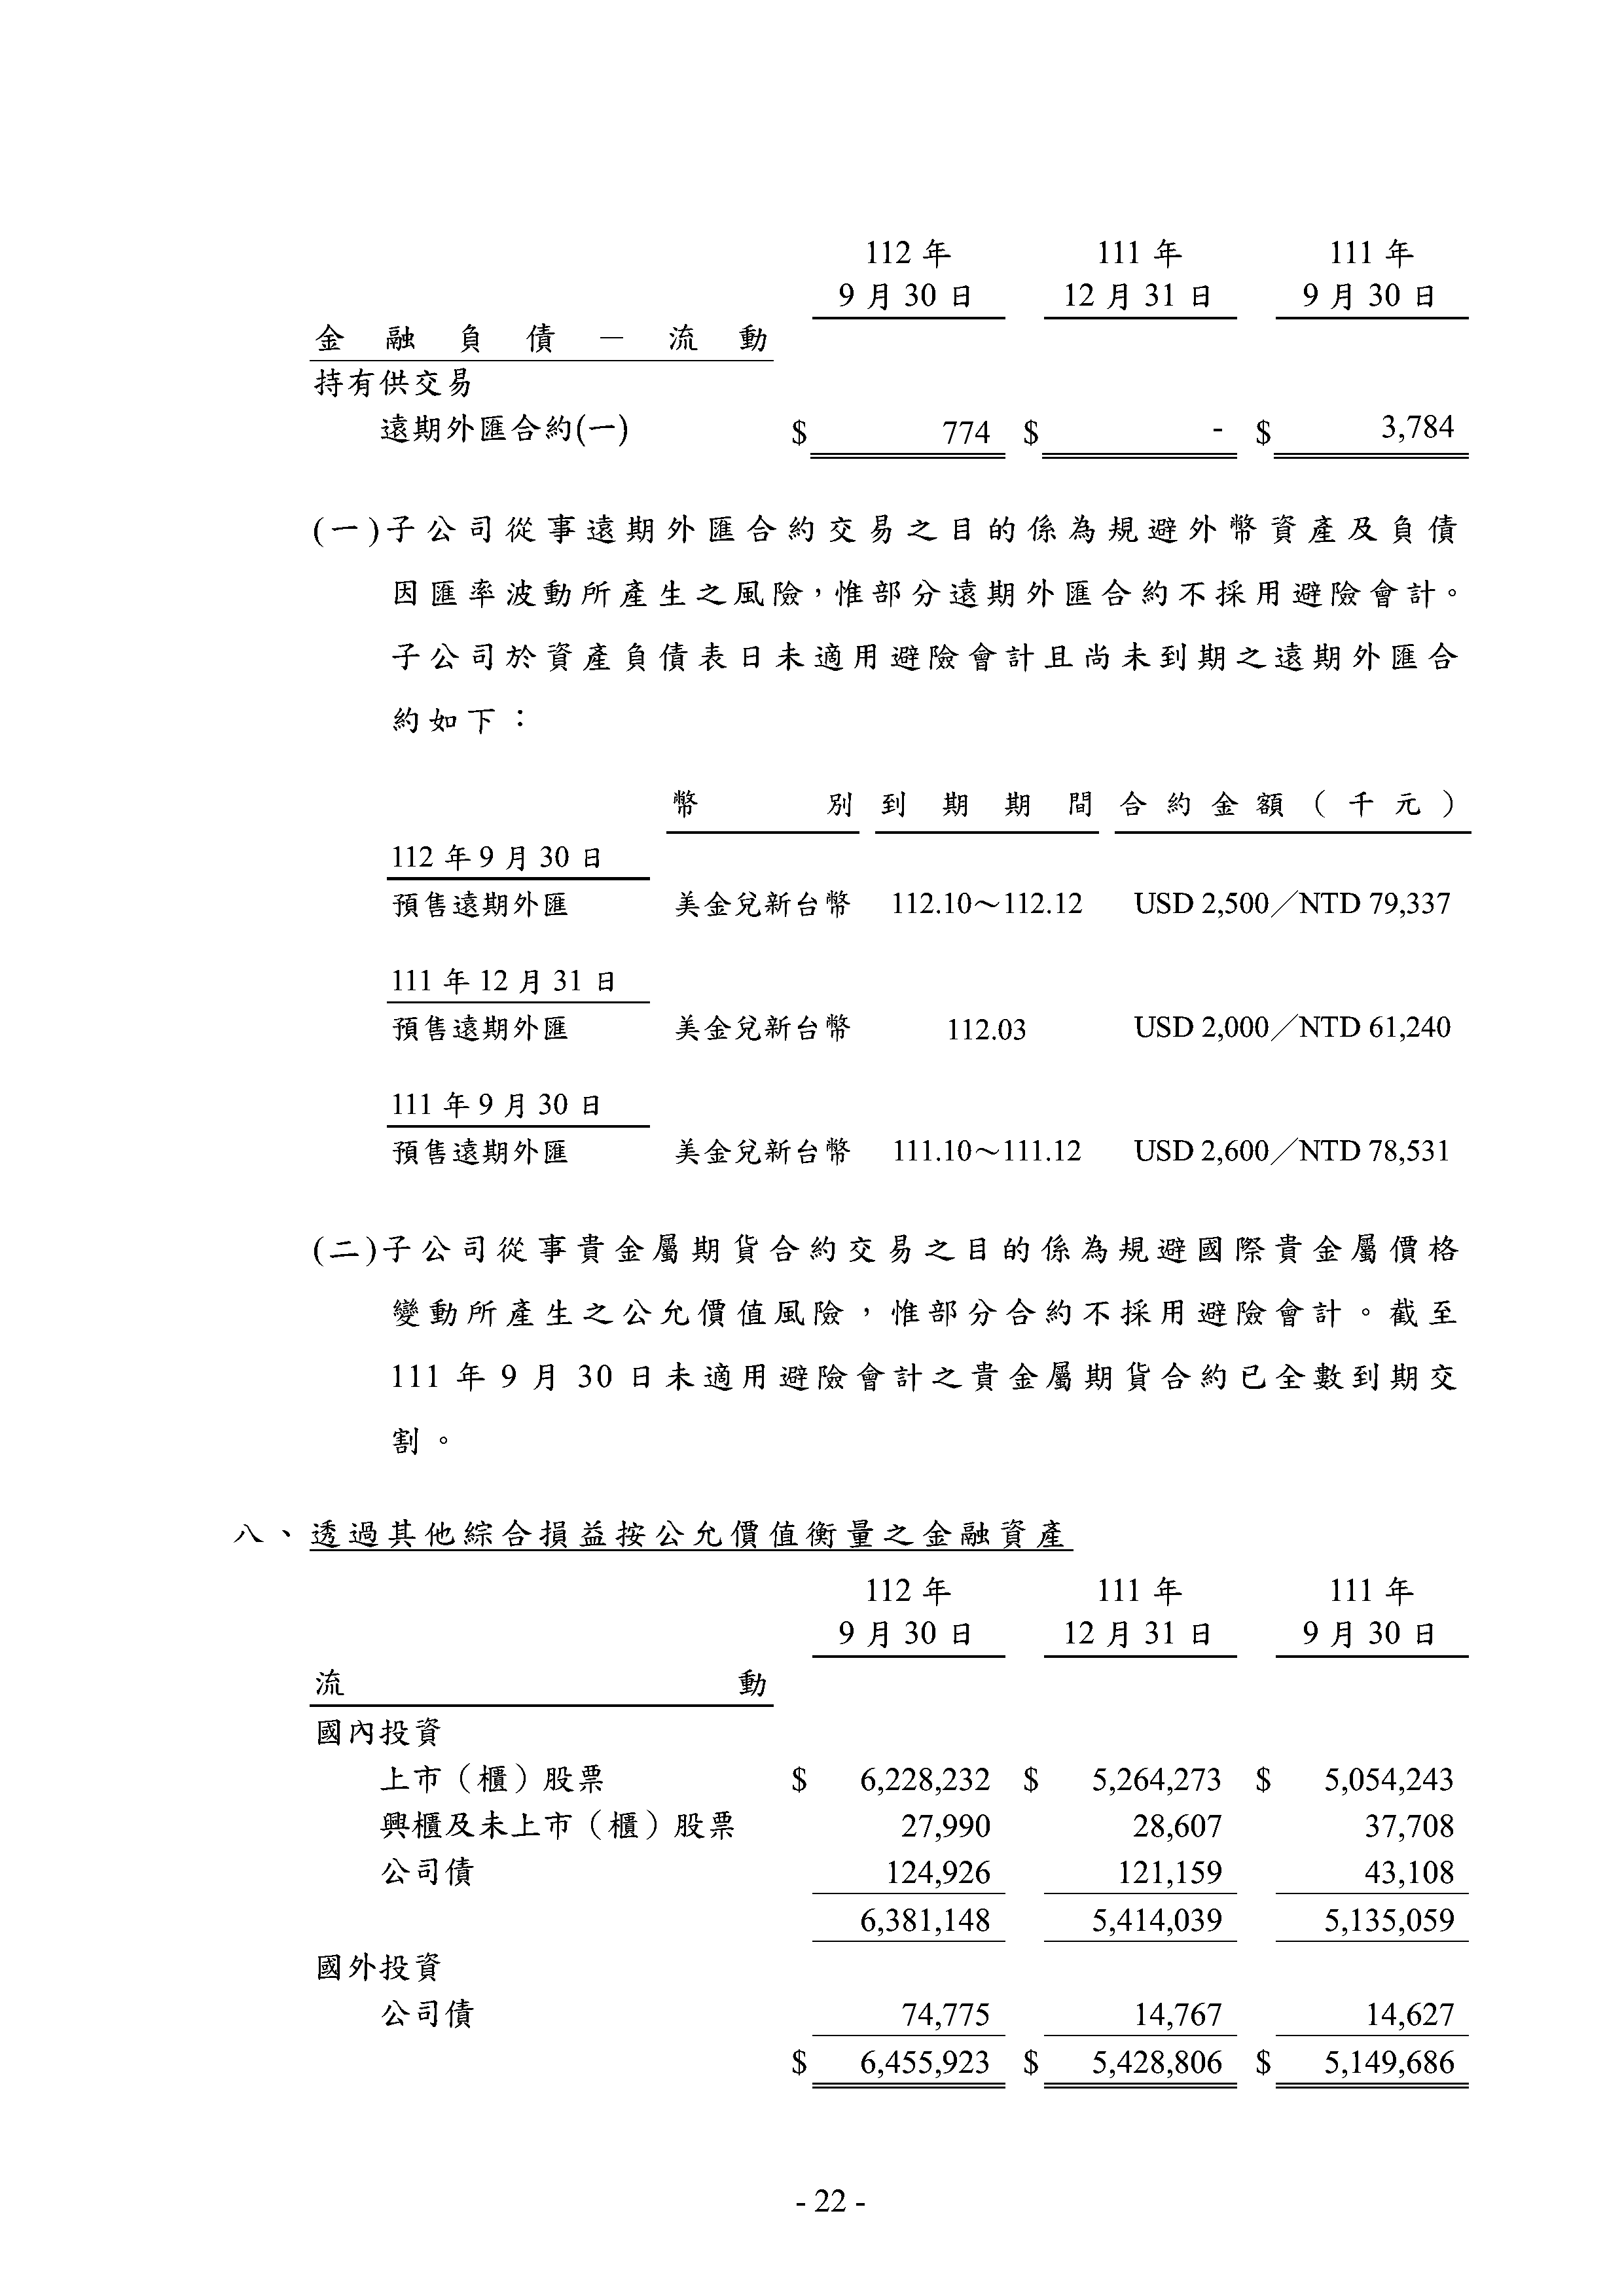 112 年 111 年 111 年
9 月 30 日 12 月 31 日 9 月 30 日
金融負債－流動
持有供交易
遠期外匯合約(一) $ 774 $ - $ 3,784
(一)子公司從事遠期外匯合約交易之目的係為規避外幣資產及負債
因匯率波動所產生之風險，惟部分遠期外匯合約不採用避險會計。
子公司於資產負債表日未適用避險會計且尚未到期之遠期外匯合
約如下：
幣別 到期期間 合約金額（千元）
112 年 9 月 30 日
預售遠期外匯 美金兌新台幣 112.10～112.12 USD 2,500／NTD 79,337
111 年 12 月 31 日
預售遠期外匯 美金兌新台幣 112.03 USD 2,000／NTD 61,240
111 年 9 月 30 日
預售遠期外匯 美金兌新台幣 111.10～111.12 USD 2,600／NTD 78,531
(二)子公司從事貴金屬期貨合約交易之目的係為規避國際貴金屬價格
變動所產生之公允價值風險，惟部分合約不採用避險會計。截至
111 年 9 月 30 日未適用避險會計之貴金屬期貨合約已全數到期交
割。
八、透過其他綜合損益按公允價值衡量之金融資產
112 年 111 年 111 年
9 月 30 日 12 月 31 日 9 月 30 日
流動
國內投資
上市（櫃）股票 $ 6,228,232 $ 5,264,273 $ 5,054,243
興櫃及未上市（櫃）股票 27,990 28,607 37,708
公司債 124,926 121,159 43,108
6,381,148 5,414,039 5,135,059
國外投資
公司債 74,775 14,767 14,627
$ 6,455,923 $ 5,428,806 $ 5,149,686
- 22 -